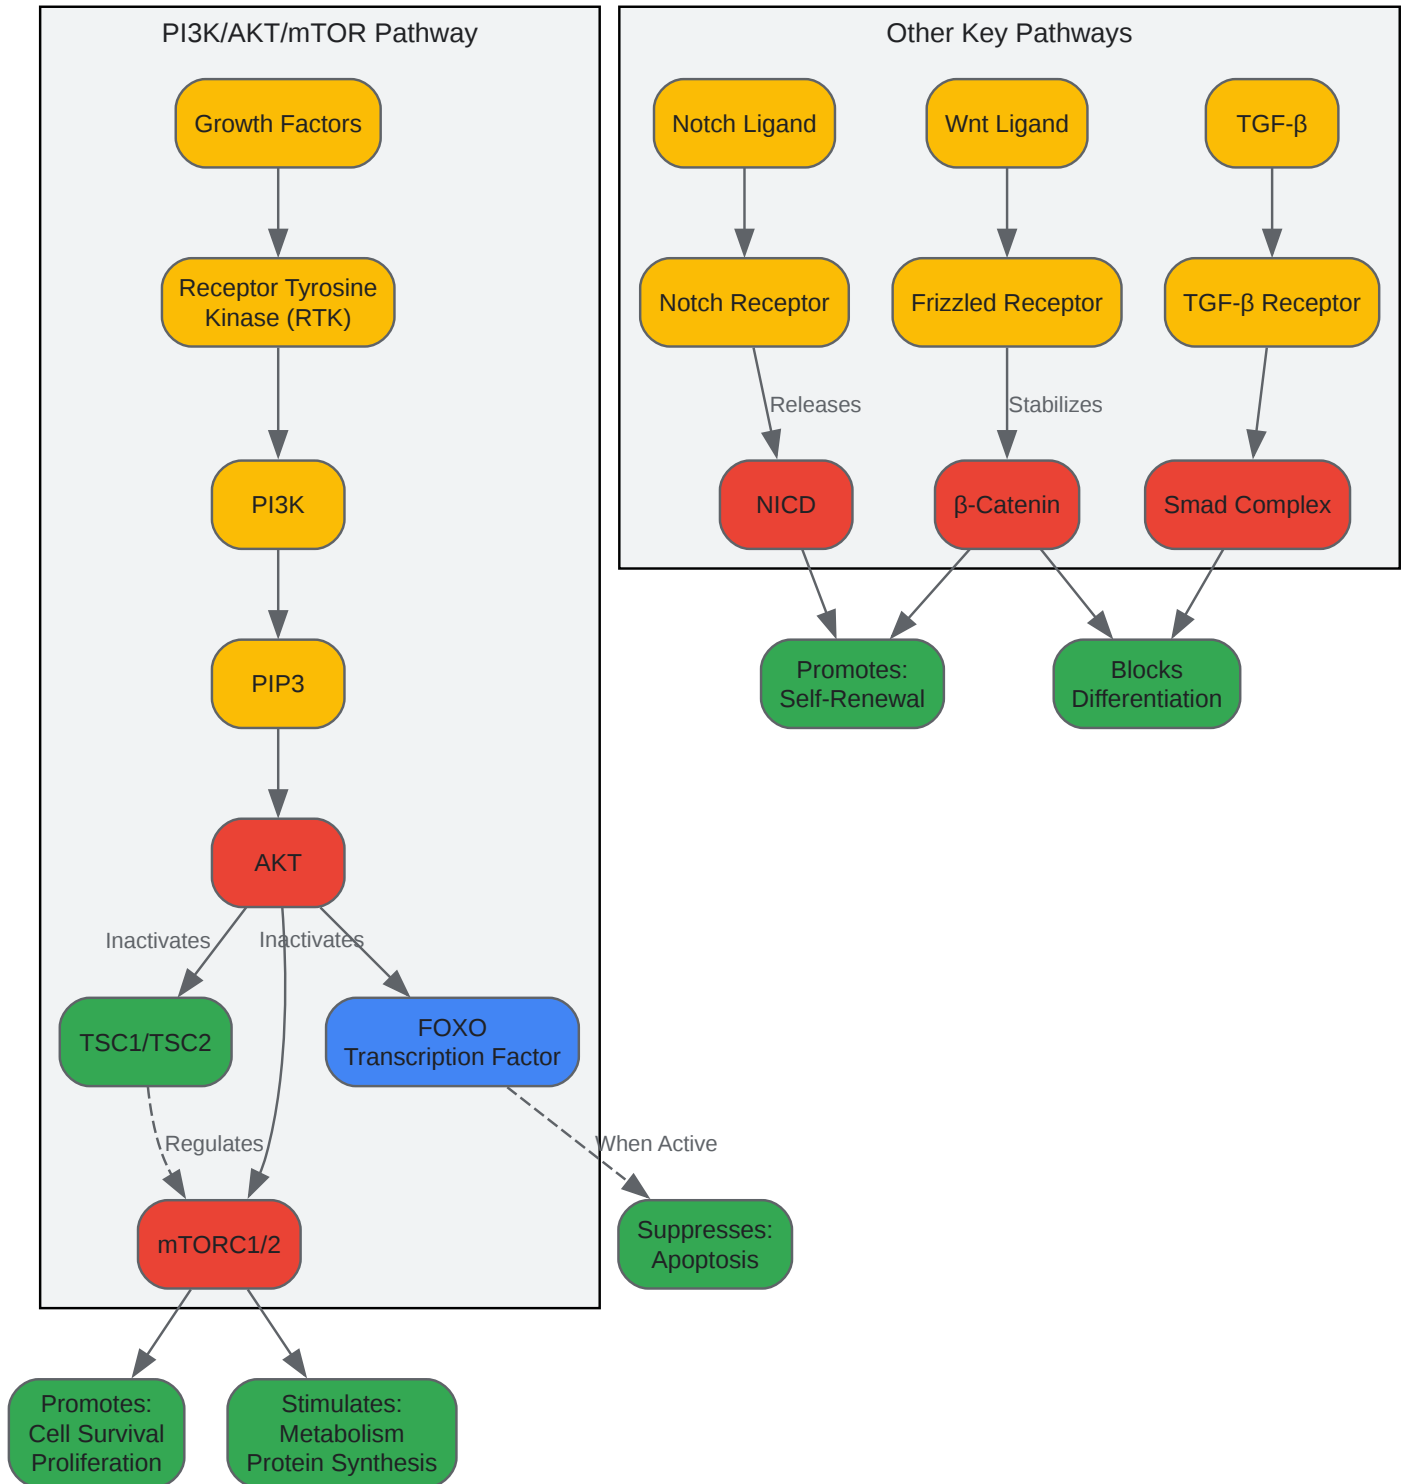 PI3K/AKT/mTOR Pathway
Growth Factors
Receptor Tyrosine
Kinase (RTK)
PI3K
PIP3
AKT
Inactivates
Inactivates
TSC1/TSC2
FOXO
Transcription Factor
Regulates
When Active
mTORC1/2
Suppresses:
Apoptosis
Promotes:
Cell Survival
Proliferation
Stimulates:
Metabolism
Protein Synthesis
Other Key Pathways
Notch Ligand
Wnt Ligand
TGF-β
Notch Receptor
Frizzled Receptor
TGF-β Receptor
Releases
Stabilizes
NICD
β-Catenin
Smad Complex
Promotes:
Self-Renewal
Blocks
Differentiation